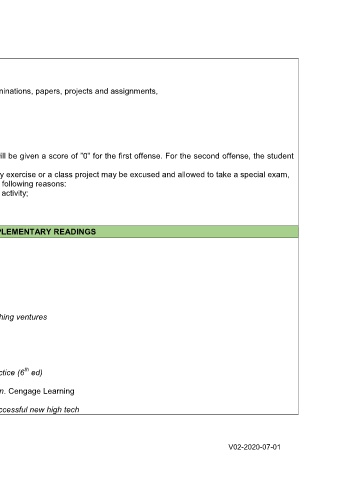 minations, papers, projects and assignments,
ill be given a score of "0" for the first offense. For the second offense, the student
y exercise or a class project may be excused and allowed to take a special exam,
following reasons:
activity;
PLEMENTARY READINGS
hing ventures
ctice (6th ed)
n. Cengage Learning
ccessful new high tech
V02-2020-07-01